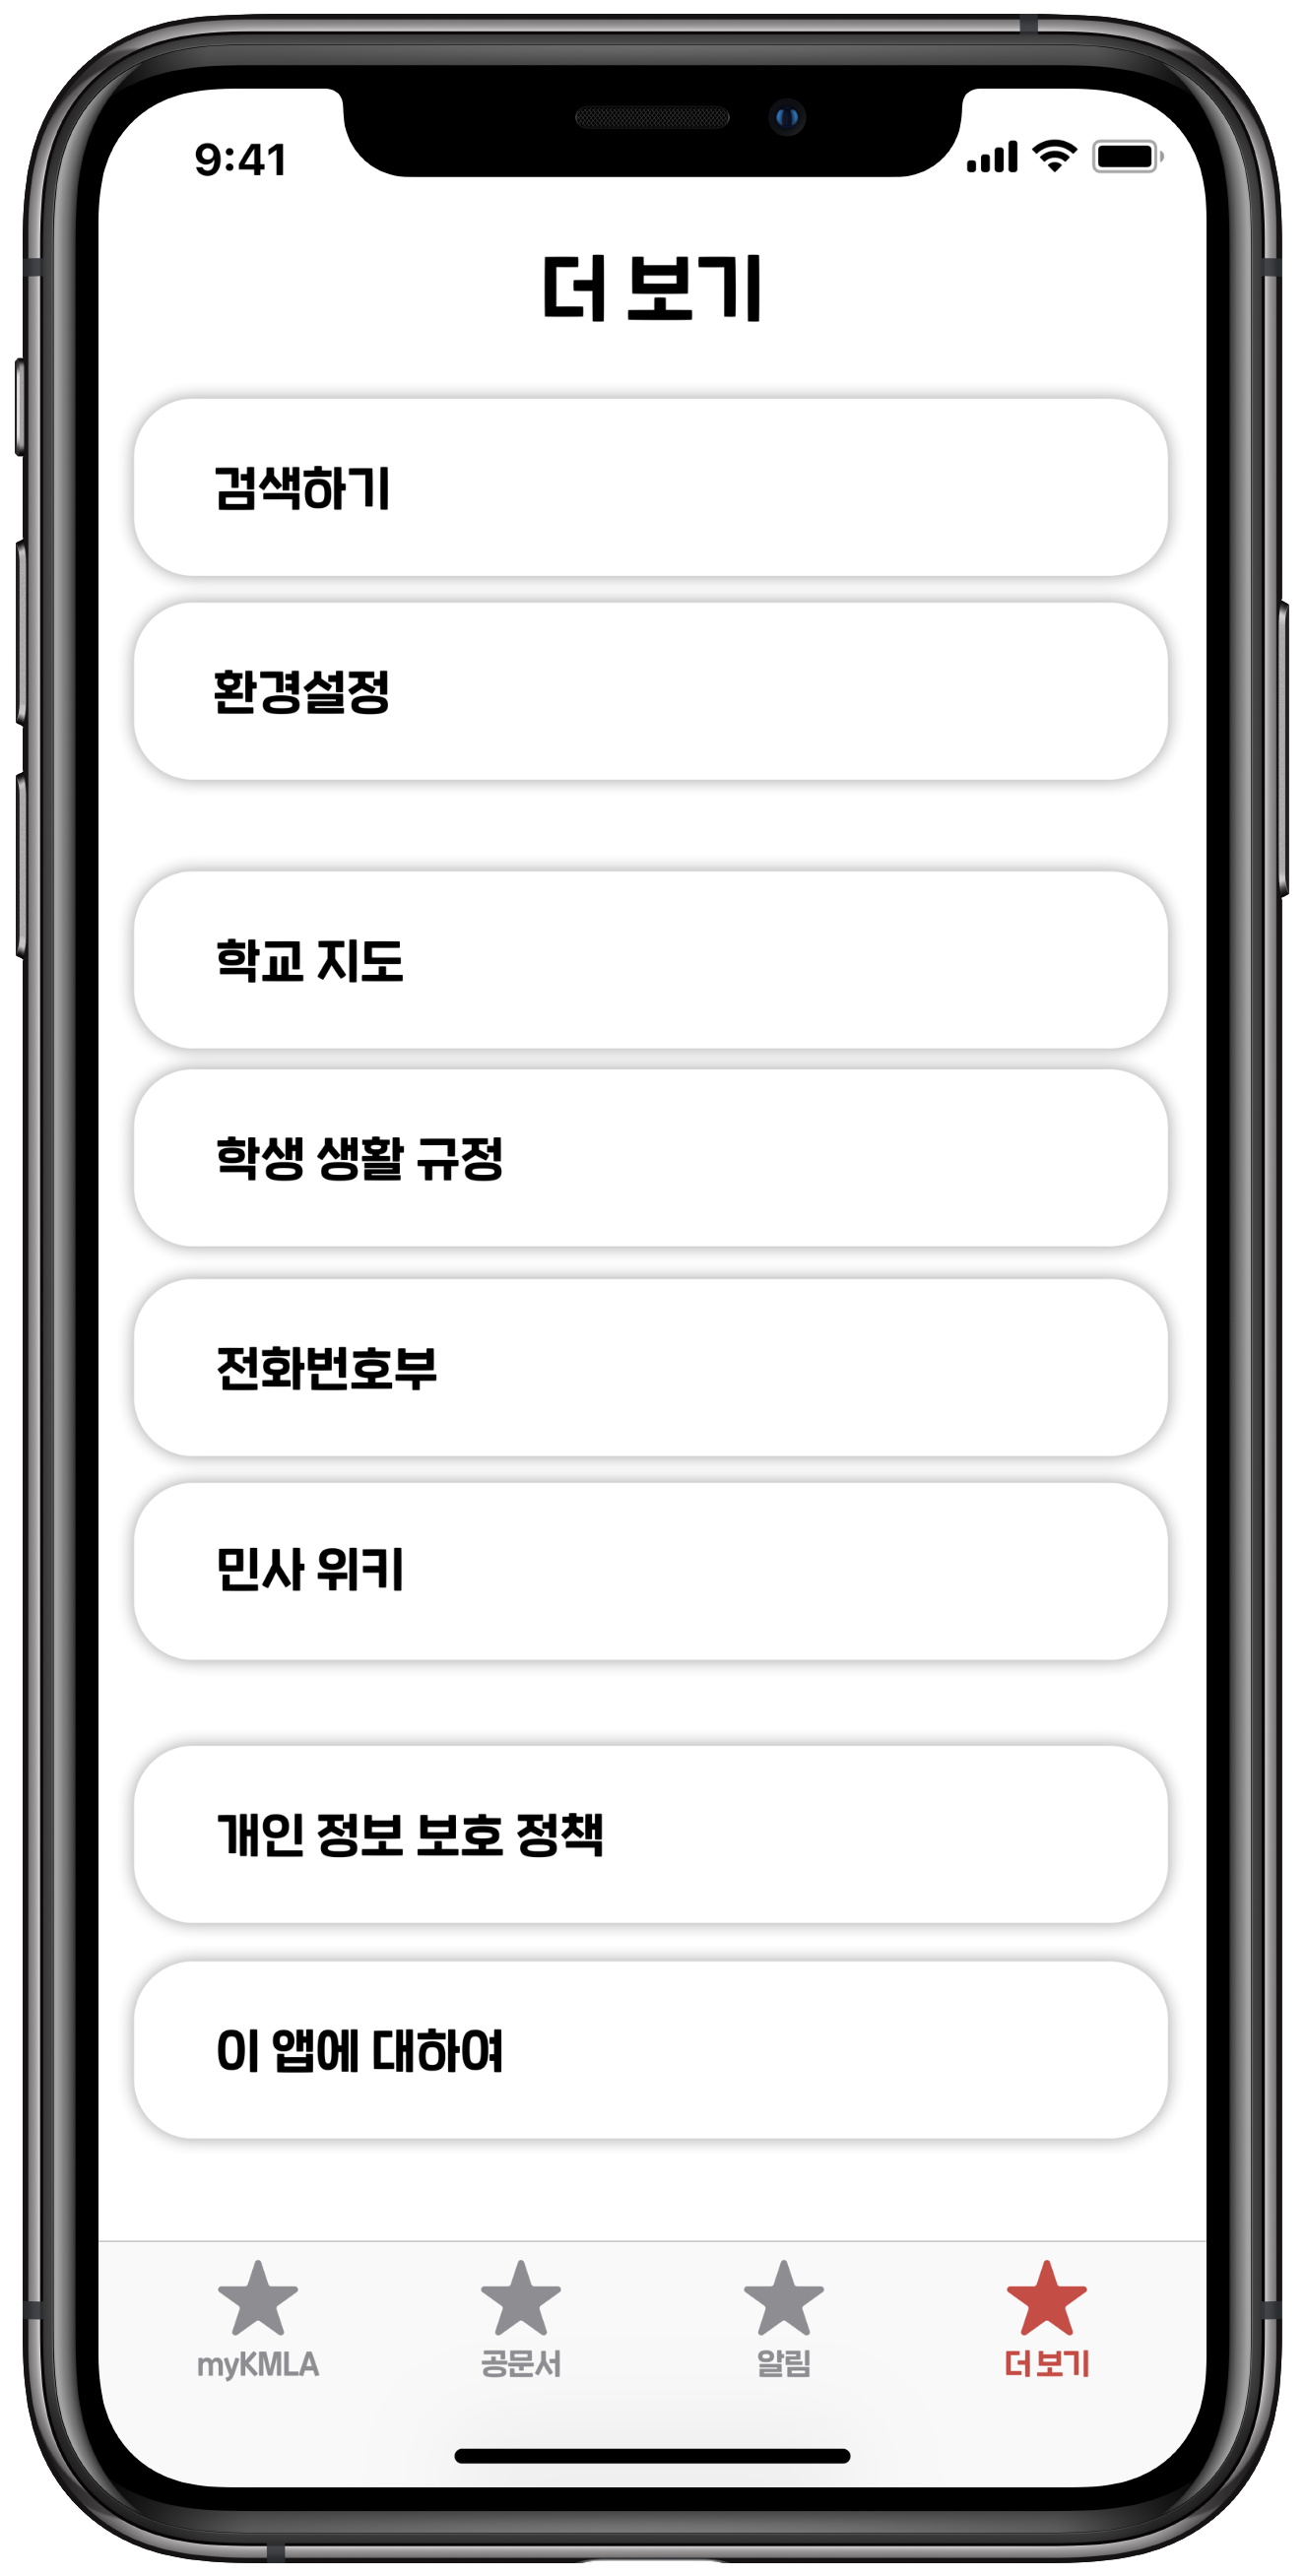 9:41
더 보기
검색하기
환경설정
학교 지도
학생 생활 규정
전화번호부
민사 위키
개인 정보 보호 정책
이 앱에 대하여
myKMLA
공문서
알림
더 보기